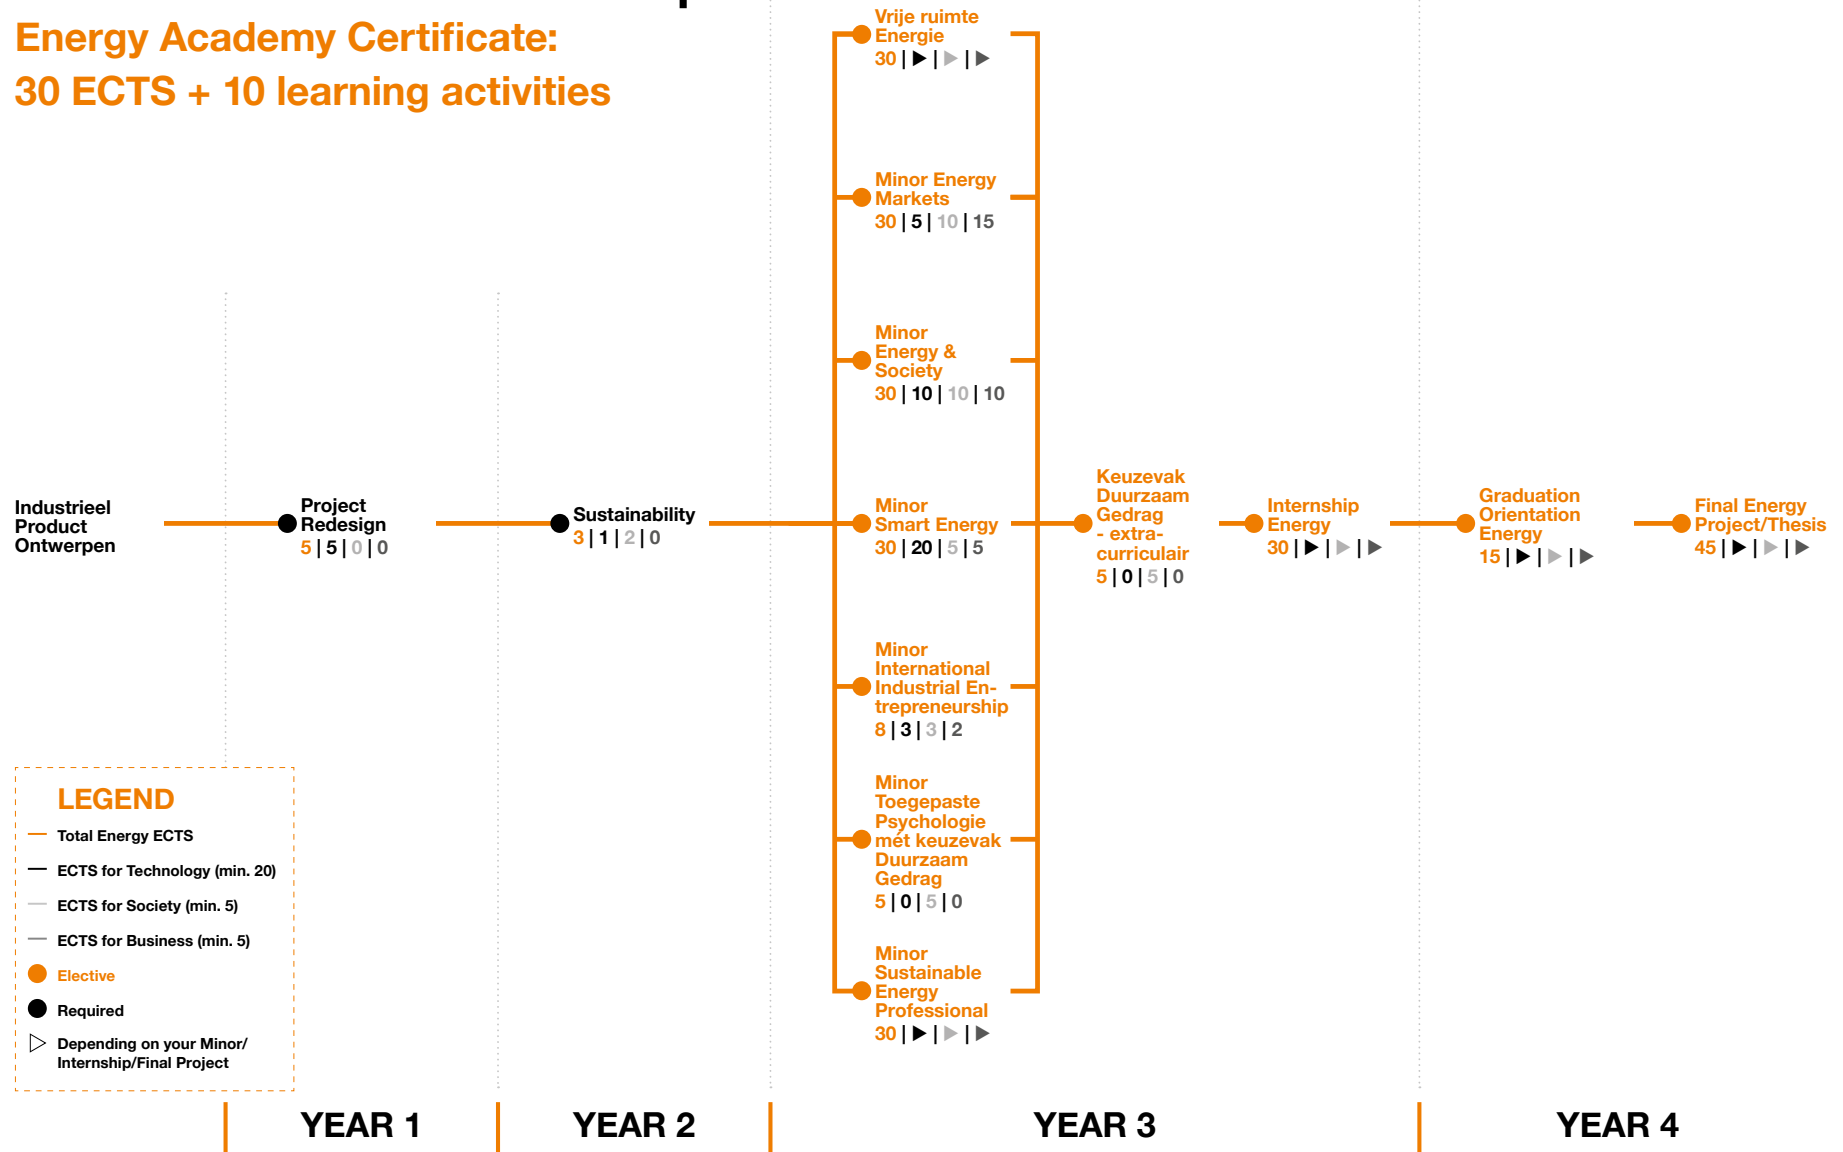 Energy Academy Certificate:
30 ECTS + 10 learning activities
Industrieel
Product
Ontwerpen
Project
Redesign
5 | 5 | 0 | 0
Sustainability
3 | 1 | 2 | 0
Vrije ruimte
Energie
30 | ▶ | ▶ | ▶
Minor Energy
Markets
30 | 5 | 10 | 15
Minor
Energy &
Society
30 | 10 | 10 | 10
Minor
Smart Energy
30 | 20 | 5 | 5
Minor
International
Industrial En-
trepreneurship
8 | 3 | 3 | 2
Minor
Toegepaste
Psychologie
mét keuzevak
Duurzaam
Gedrag
5 | 0 | 5 | 0
Minor
Sustainable
Energy
Professional
30 | ▶ | ▶ | ▶
Keuzevak
Duurzaam
Gedrag
- extra-
curriculair
5 | 0 | 5 | 0
Internship
Energy
30 | ▶ | ▶ | ▶
Graduation
Orientation
Energy
15 | ▶ | ▶ | ▶
Final Energy
Project/Thesis
45 | ▶ | ▶ | ▶
LEGEND
Total Energy ECTS
ECTS for Technology (min. 20)
ECTS for Society (min. 5)
ECTS for Business (min. 5)
Elective
Required
Depending on your Minor/
Internship/Final Project
YEAR 1
YEAR 2
YEAR 3
YEAR 4